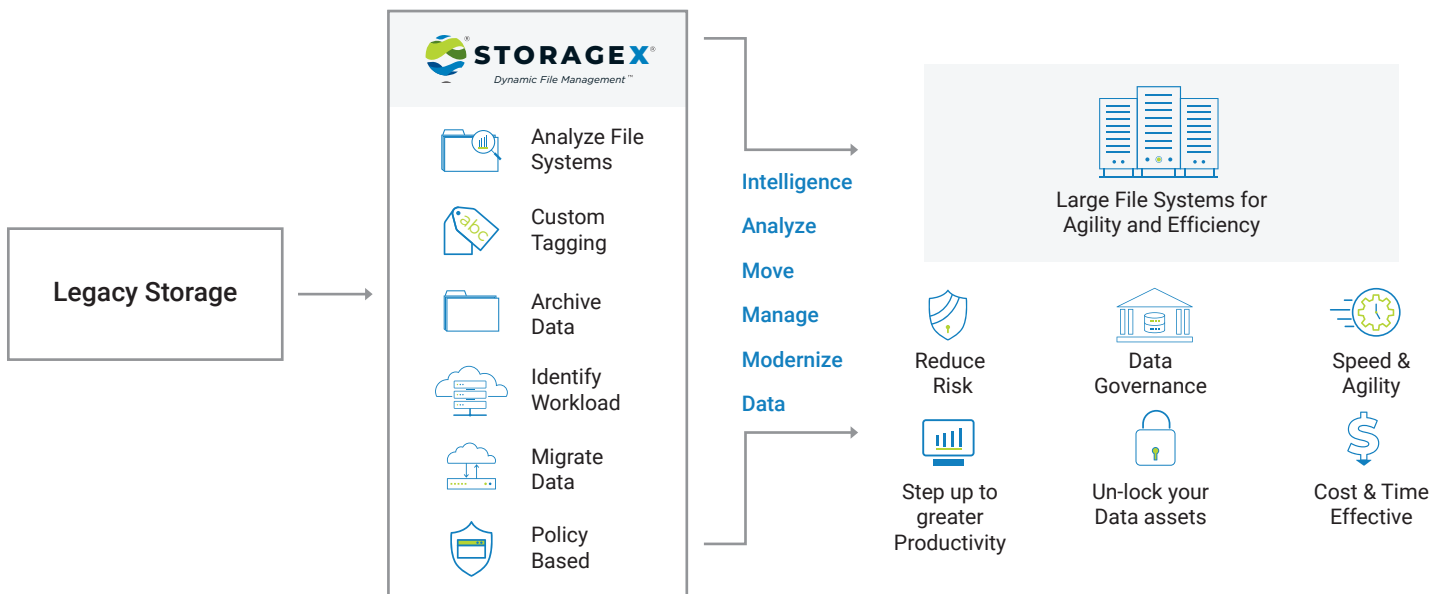 Legacy Storage
STORAGEX®
Dynamic File Management™
Analyze File
Systems
Custom
Tagging
abc
Archive
Data
Identify
Workload
Migrate
Data
Policy
Based
Intelligence
Analyze
Move
Manage
Modernize
Data
Large File Systems for
Agility and Efficiency
Reduce
Risk
Data
Governance
Speed &
Agility
Step up to
greater
Productivity
Un-lock your
Data assets
Cost & Time
Effective